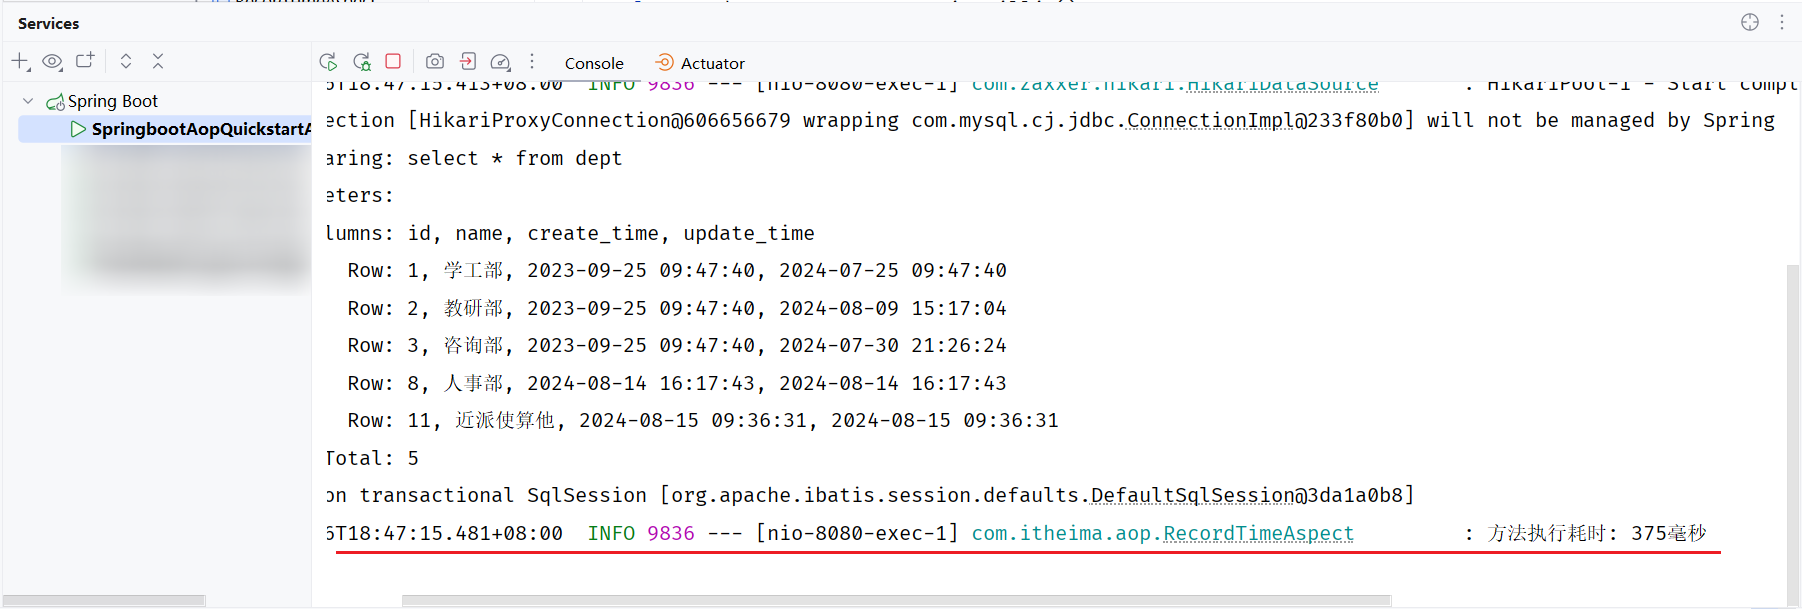 Services
Console
Actuator
Spring Boot
SpringbootAopQuickstartA
6T18:47:15.413+08:00 INFO 9836 --- [nio-8080-exec-1] com.zaxxer.hikari.HikariDataSource : HikariPool-1 - Start compl
ection [HikariProxyConnection@606656679 wrapping com.mysql.cj.jdbc.ConnectionImpl@233f80b0] will not be managed by Spring
aring: select * from dept
eters:
lumns: id, name, create_time, update_time
Row: 1, 学工部, 2023-09-25 09:47:40, 2024-07-25 09:47:40
Row: 2, 教研部, 2023-09-25 09:47:40, 2024-08-09 15:17:04
Row: 3, 咨询部, 2023-09-25 09:47:40, 2024-07-30 21:26:24
Row: 8, 人事部, 2024-08-14 16:17:43, 2024-08-14 16:17:43
Row: 11, 近派使算他, 2024-08-15 09:36:31, 2024-08-15 09:36:31
Total: 5
on transactional SqlSession [org.apache.ibatis.session.defaults.DefaultSqlSession@3da1a0b8]
6T18:47:15.481+08:00 INFO 9836 --- [nio-8080-exec-1] com.itheima.aop.RecordTimeAspect : 方法执行耗时: 375毫秒